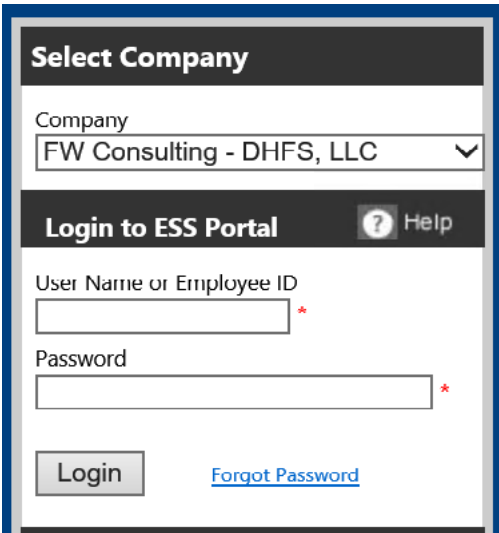 Select Company
Company
FW Consulting - DHFS, LLC
Login to ESS Portal ? Help
User Name or Employee ID
*
Password
*
Login Forgot Password